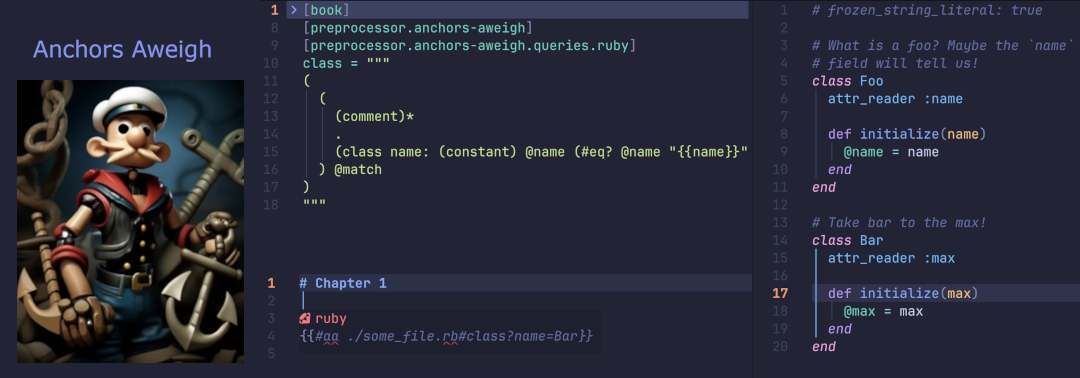 Anchors Aweigh
1 > [book]
8 [preprocessor.anchors-aweigh]
9 [preprocessor.anchors-aweigh.queries.ruby]
10 class = """
11 (
12   (
13     (comment)*
14     .
15     (class name: (constant) @name (#eq? @name "{{name}}"
16   ) @match
17 )
18 """
1 # Chapter 1
2
3 ruby
4 {{#aa ./some_file.rb#class?name=Bar}}
5
1 # frozen_string_literal: true
2
3 # What is a foo? Maybe the `name`
4 # field will tell us!
5 class Foo
6   attr_reader :name
7
8   def initialize(name)
9     @name = name
10   end
11 end
12
13 # Take bar to the max!
14 class Bar
15   attr_reader :max
16
17   def initialize(max)
18     @max = max
19   end
20 end